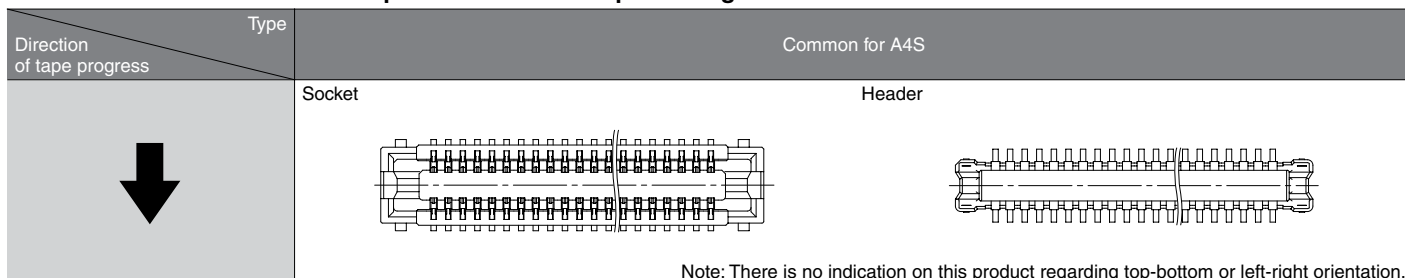 Type
Direction
of tape progress
Common for A4S
Socket
Header
Note: There is no indication on this product regarding top-bottom or left-right orientation.